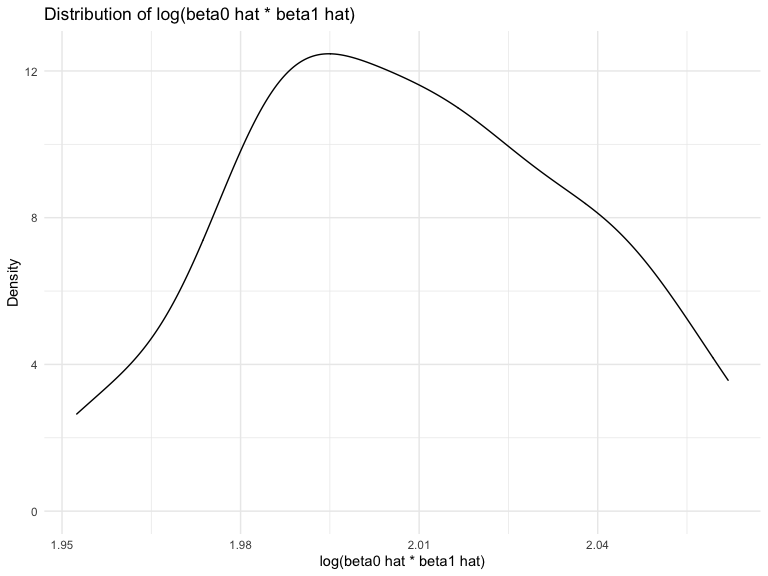 Distribution of log(beta0 hat * beta1 hat)
Density
12
8
4
0
1.95 1.98 2.01 2.04
log(beta0 hat * beta1 hat)